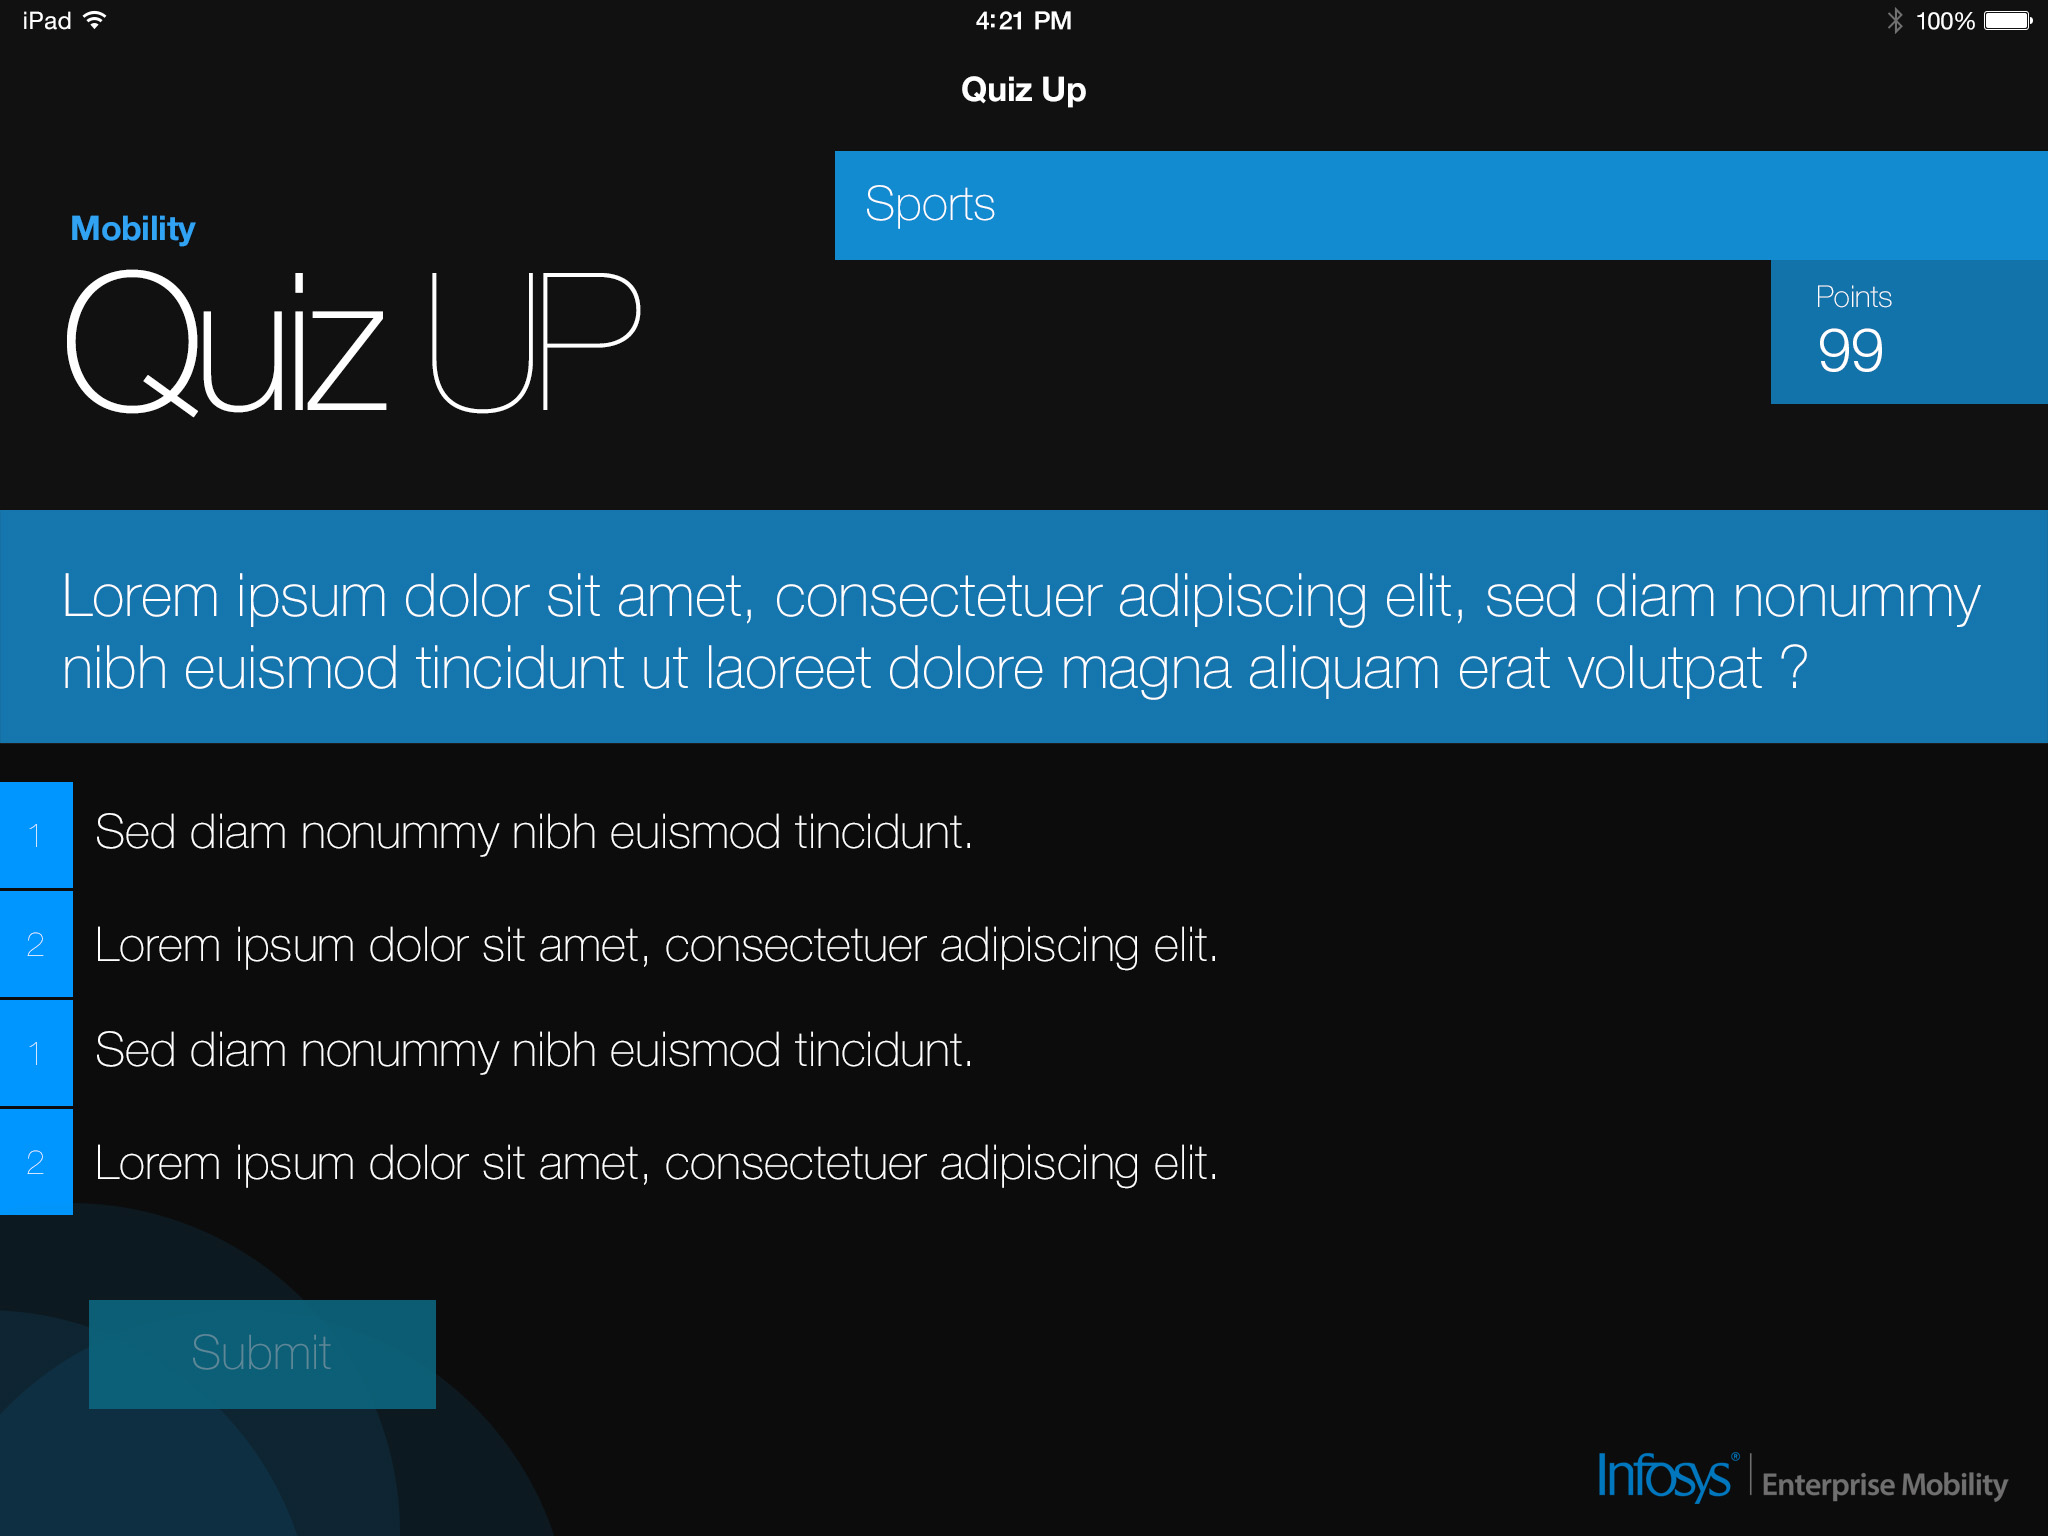 iPad 4:21 PM 100%
Quiz Up
Sports
Mobility
Quiz UP
Points
99
Lorem ipsum dolor sit amet, consectetuer adipiscing elit, sed diam nonummy
nibh euismod tincidunt ut laoreet dolore magna aliquam erat volutpat ?
1 Sed diam nonummy nibh euismod tincidunt.
2 Lorem ipsum dolor sit amet, consectetuer adipiscing elit.
1 Sed diam nonummy nibh euismod tincidunt.
2 Lorem ipsum dolor sit amet, consectetuer adipiscing elit.
Submit
Infosys® | Enterprise Mobility